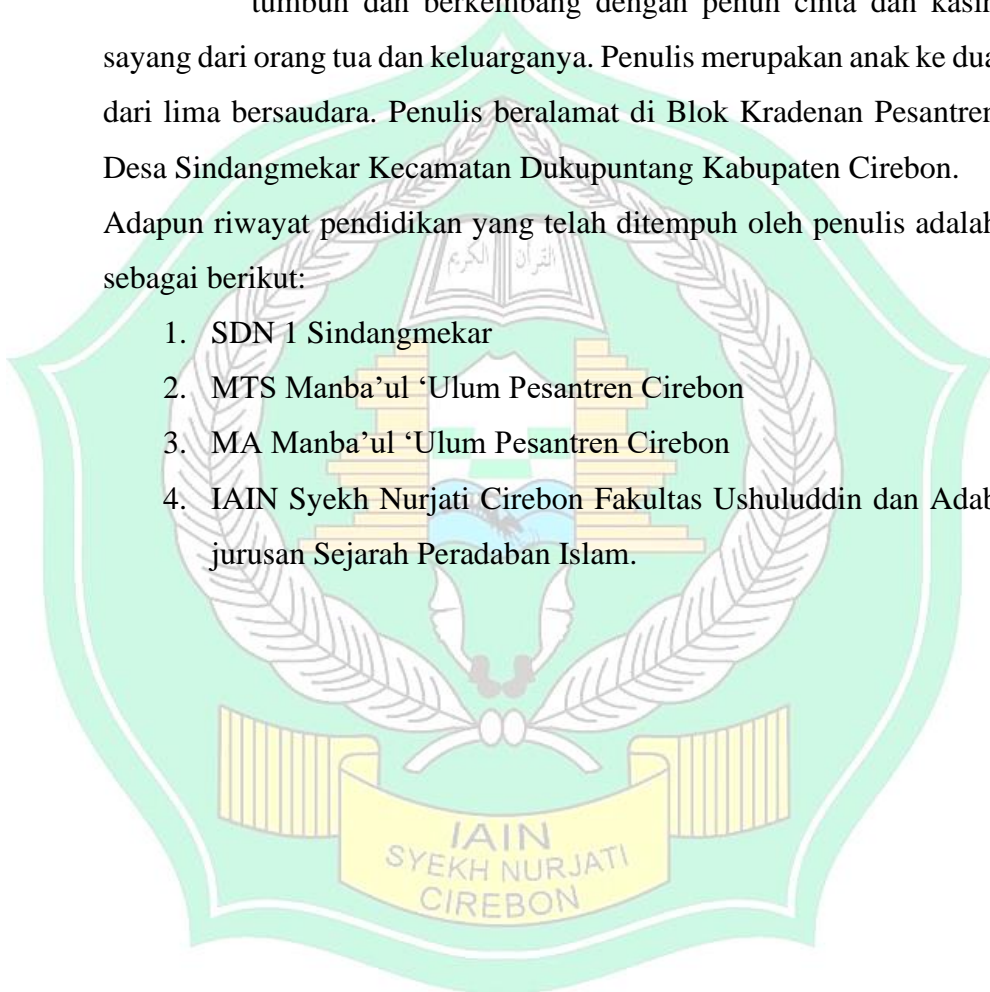 tumbuh dan berkembang dengan penuh cinta dan kasih
sayang dari orang tua dan keluarganya. Penulis merupakan anak ke dua
dari lima bersaudara. Penulis beralamat di Blok Kradenan Pesantren
Desa Sindangmekar Kecamatan Dukupuntang Kabupaten Cirebon.
Adapun riwayat pendidikan yang telah ditempuh oleh penulis adalah
sebagai berikut:
القرآن الكريم
1. SDN 1 Sindangmekar
2. MTS Manba’ul ‘Ulum Pesantren Cirebon
3. MA Manba’ul ‘Ulum Pesantren Cirebon
4. IAIN Syekh Nurjati Cirebon Fakultas Ushuluddin dan Adab
jurusan Sejarah Peradaban Islam.
IAIN
SYEKH NURJATI
CIREBON